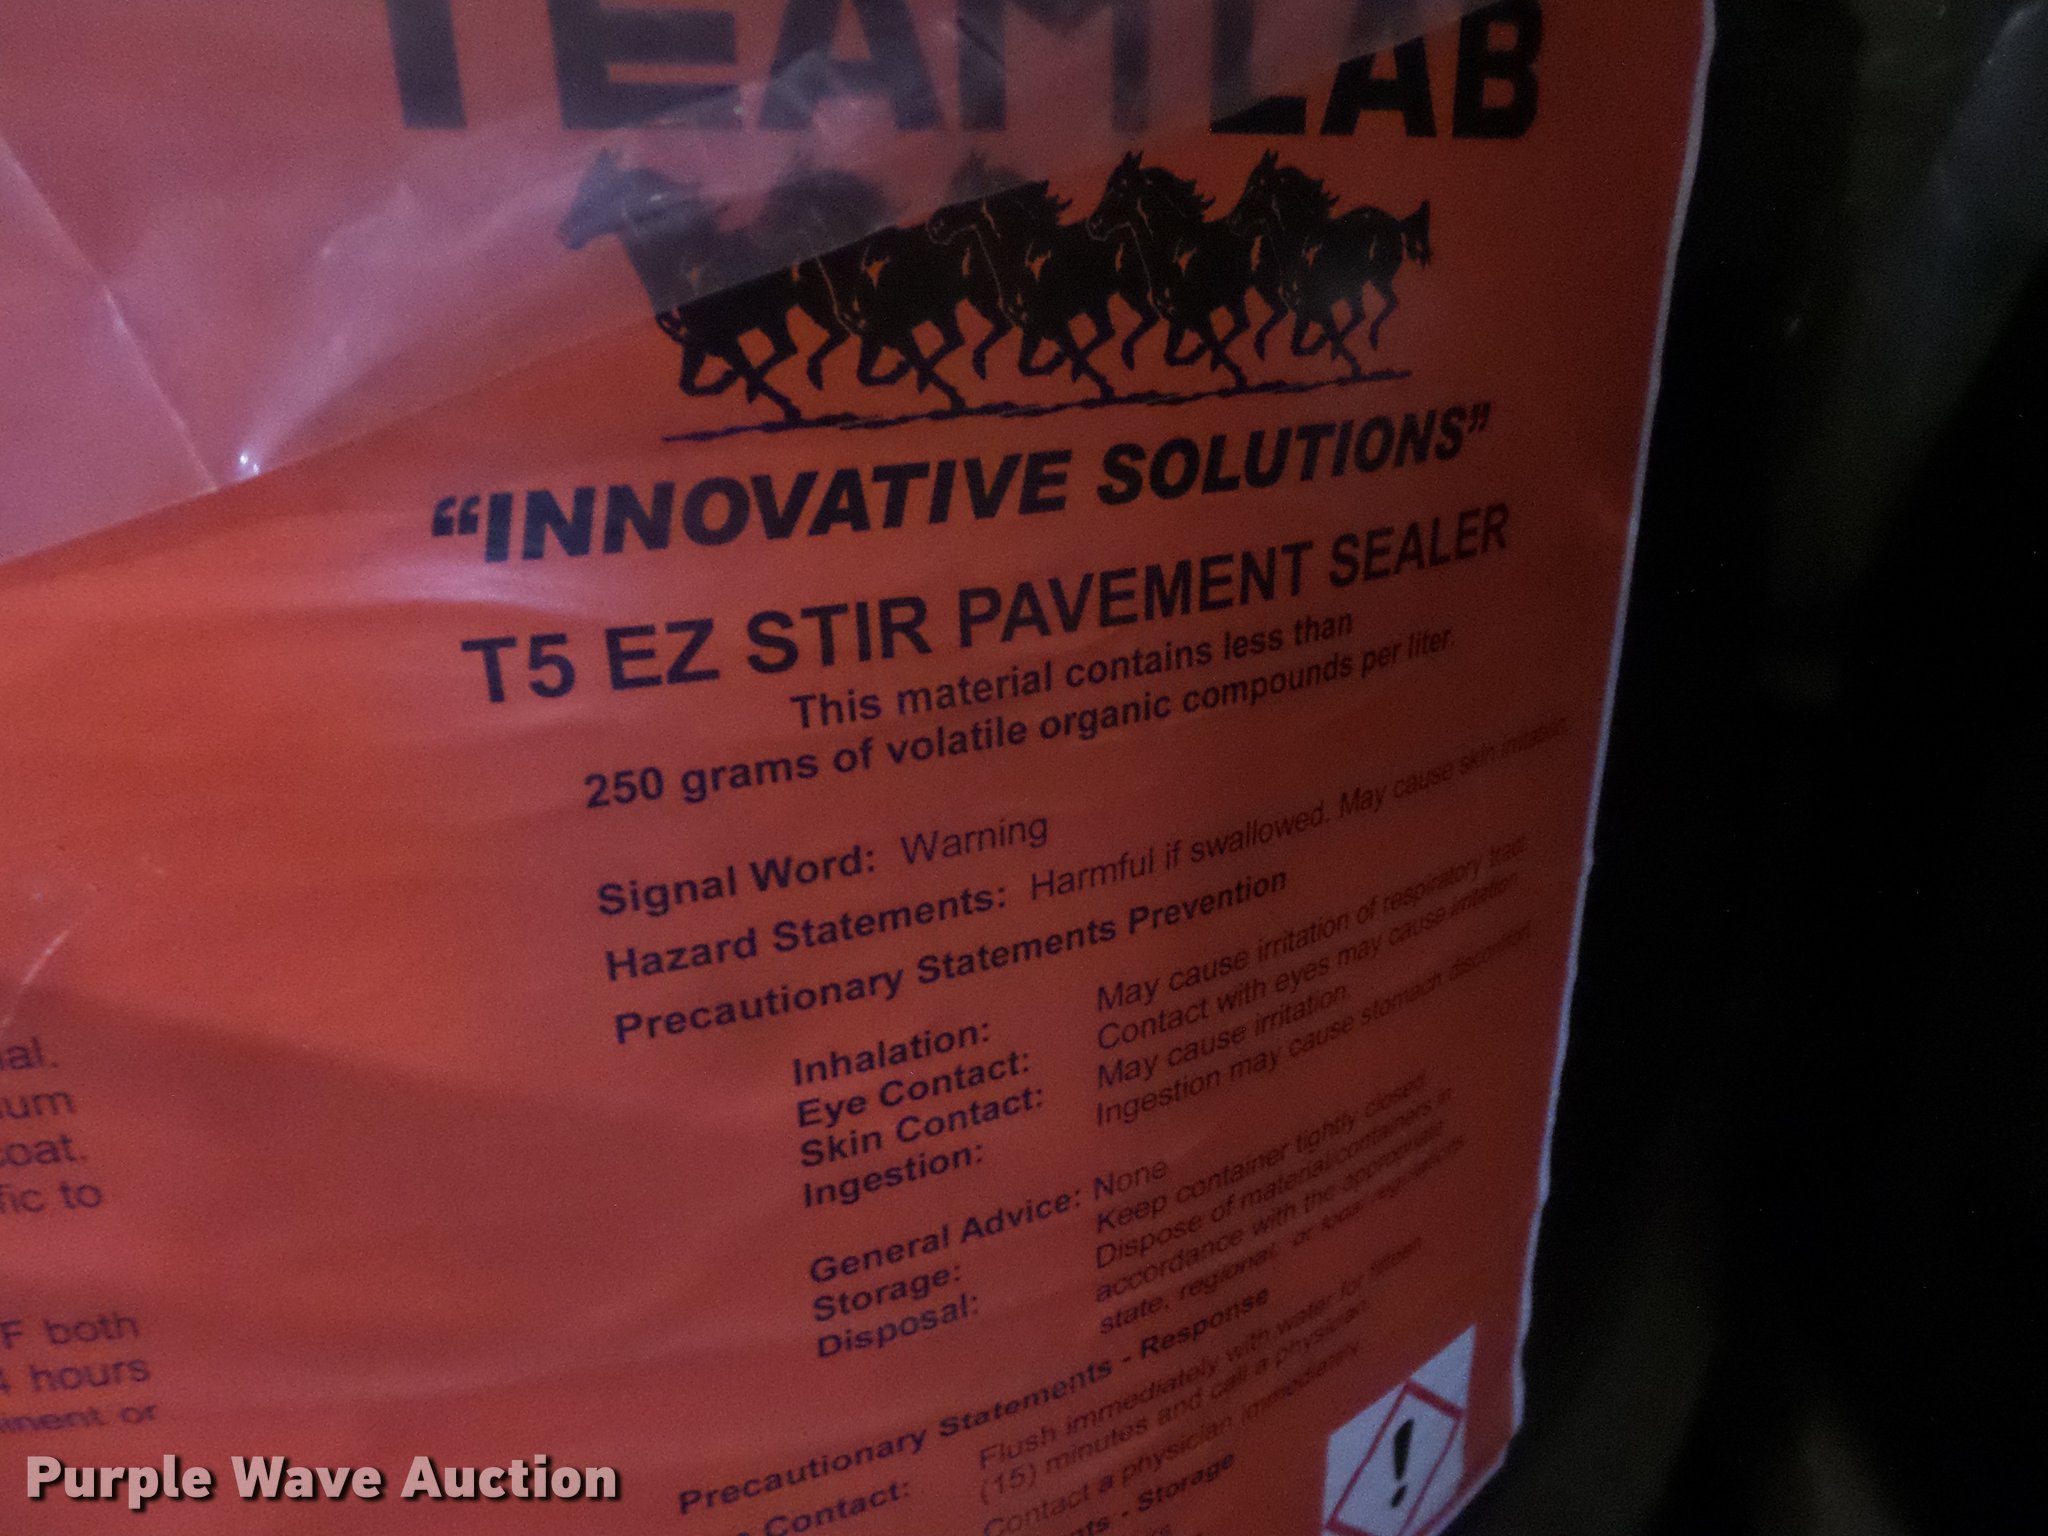 TEAMLAB
“INNOVATIVE SOLUTIONS”
T5 EZ STIR PAVEMENT SEALER
This material contains less than
250 grams of volatile organic compounds per liter.
Signal Word: Warning
Hazard Statements: Harmful if swallowed. May cause skin irritation.
Precautionary Statements Prevention
Inhalation: May cause irritation of respiratory tract.
Eye Contact: Contact with eyes may cause irritation.
Skin Contact: May cause irritation.
Ingestion: Ingestion may cause stomach discomfort.
General Advice: None
Storage: Keep container tightly closed.
Disposal: Dispose of material/containers in
accordance with the appropriate
state, regional, or local regulations.
Precautionary Statements - Response
Contact: Flush immediately with water for fifteen
(15) minutes and call a physician.
Contact a physician immediately.
- Storage
coat.
to
F both
hours
or
Purple Wave Auction